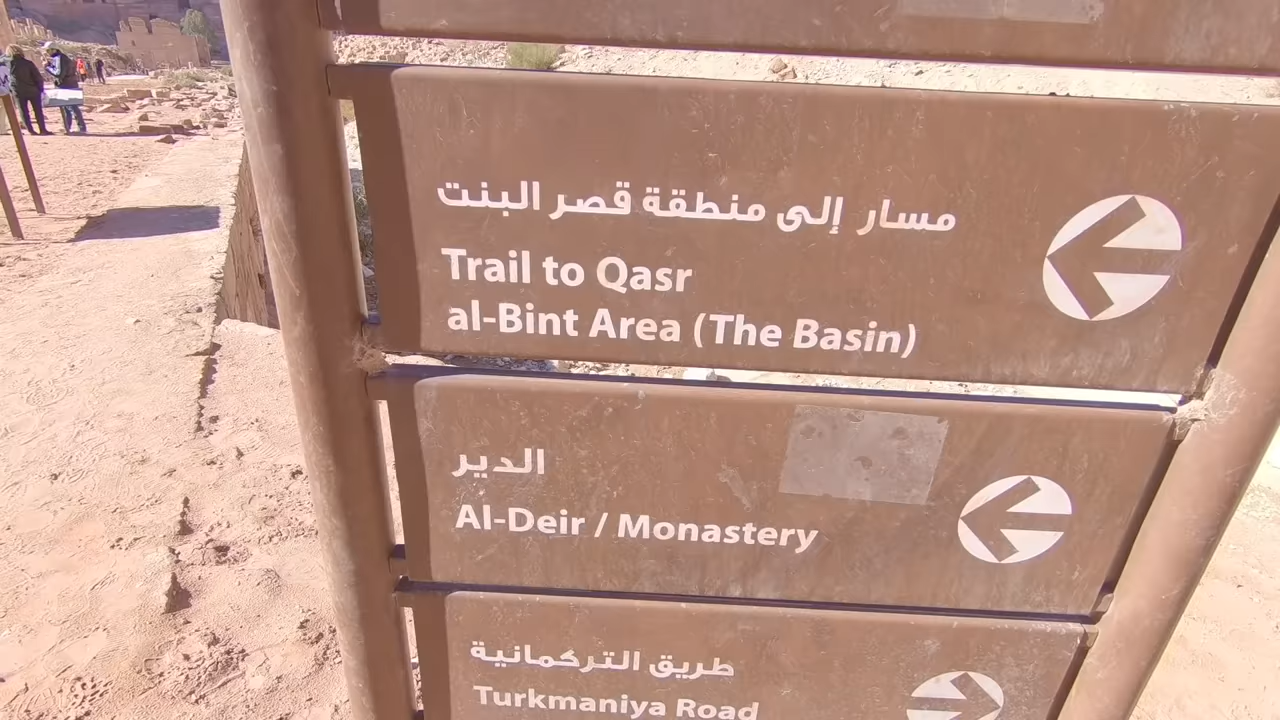 مسار إلى منطقة قصر البنت
Trail to Qasr
al-Bint Area (The Basin)
الدير
Al-Deir / Monastery
طريق التركمانية
Turkmaniya Road